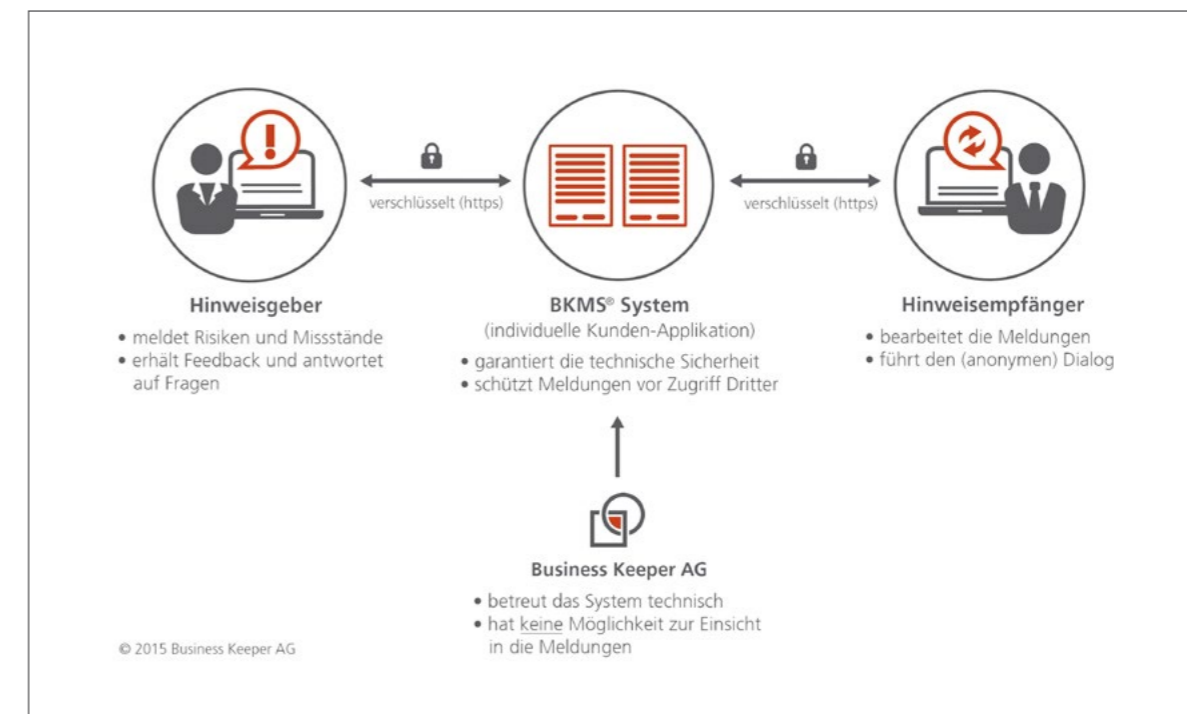 verschlüsselt (https)
verschlüsselt (https)
Hinweisgeber
• meldet Risiken und Missstände
• erhält Feedback und antwortet
auf Fragen
BKMS® System
(individuelle Kunden-Applikation)
• garantiert die technische Sicherheit
• schützt Meldungen vor Zugriff Dritter
Hinweisempfänger
• bearbeitet die Meldungen
• führt den (anonymen) Dialog
Business Keeper AG
• betreut das System technisch
• hat keine Möglichkeit zur Einsicht
in die Meldungen
© 2015 Business Keeper AG